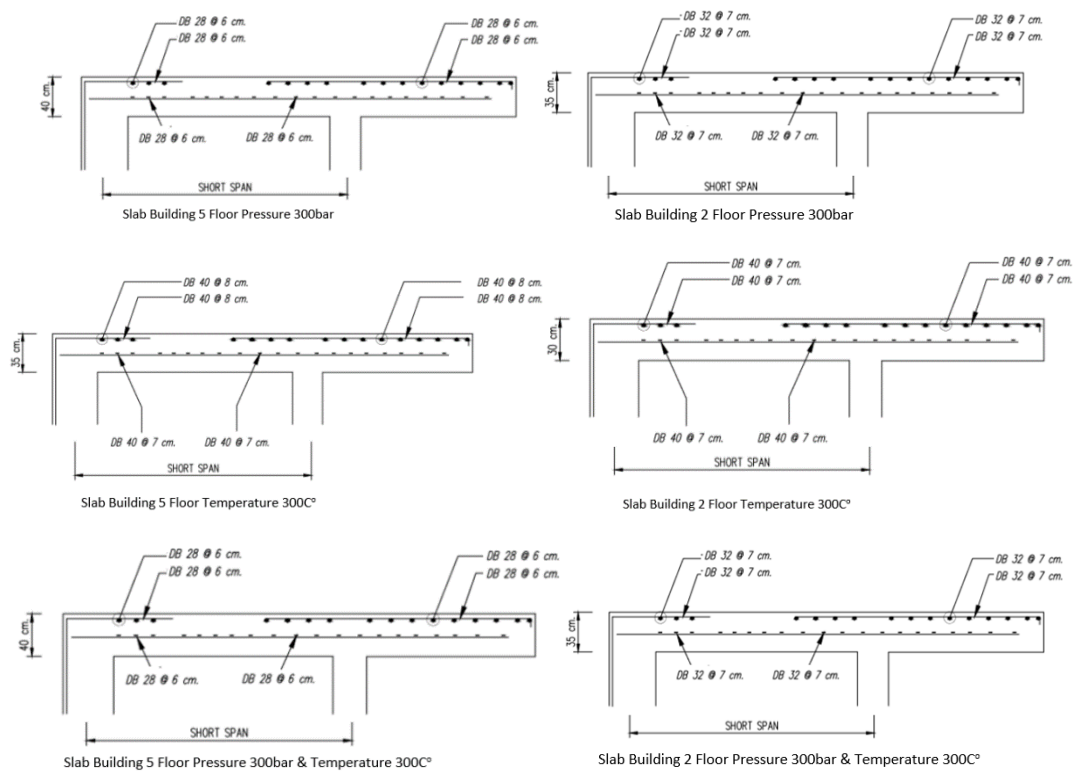 DB 28 @ 6 cm.
DB 28 @ 6 cm.
DB 28 @ 6 cm.
DB 28 @ 6 cm.
40 cm.
DB 28 @ 6 cm.
DB 28 @ 6 cm.
SHORT SPAN
Slab Building 5 Floor Pressure 300bar
DB 32 @ 7 cm.
DB 32 @ 7 cm.
DB 32 @ 7 cm.
DB 32 @ 7 cm.
35 cm.
DB 32 @ 7 cm.
DB 32 @ 7 cm.
SHORT SPAN
Slab Building 2 Floor Pressure 300bar
DB 40 @ 8 cm.
DB 40 @ 8 cm.
DB 40 @ 8 cm.
DB 40 @ 8 cm.
35 cm.
DB 40 @ 7 cm.
DB 40 @ 7 cm.
SHORT SPAN
Slab Building 5 Floor Temperature 300Cº
DB 40 @ 7 cm.
DB 40 @ 7 cm.
DB 40 @ 7 cm.
DB 40 @ 7 cm.
30 cm.
DB 40 @ 7 cm.
DB 40 @ 7 cm.
SHORT SPAN
Slab Building 2 Floor Temperature 300Cº
DB 28 @ 6 cm.
DB 28 @ 6 cm.
DB 28 @ 6 cm.
DB 28 @ 6 cm.
40 cm.
DB 28 @ 6 cm.
DB 28 @ 6 cm.
SHORT SPAN
Slab Building 5 Floor Pressure 300bar & Temperature 300Cº
DB 32 @ 7 cm.
DB 32 @ 7 cm.
DB 32 @ 7 cm.
DB 32 @ 7 cm.
35 cm.
DB 32 @ 7 cm.
DB 32 @ 7 cm.
SHORT SPAN
Slab Building 2 Floor Pressure 300bar & Temperature 300Cº